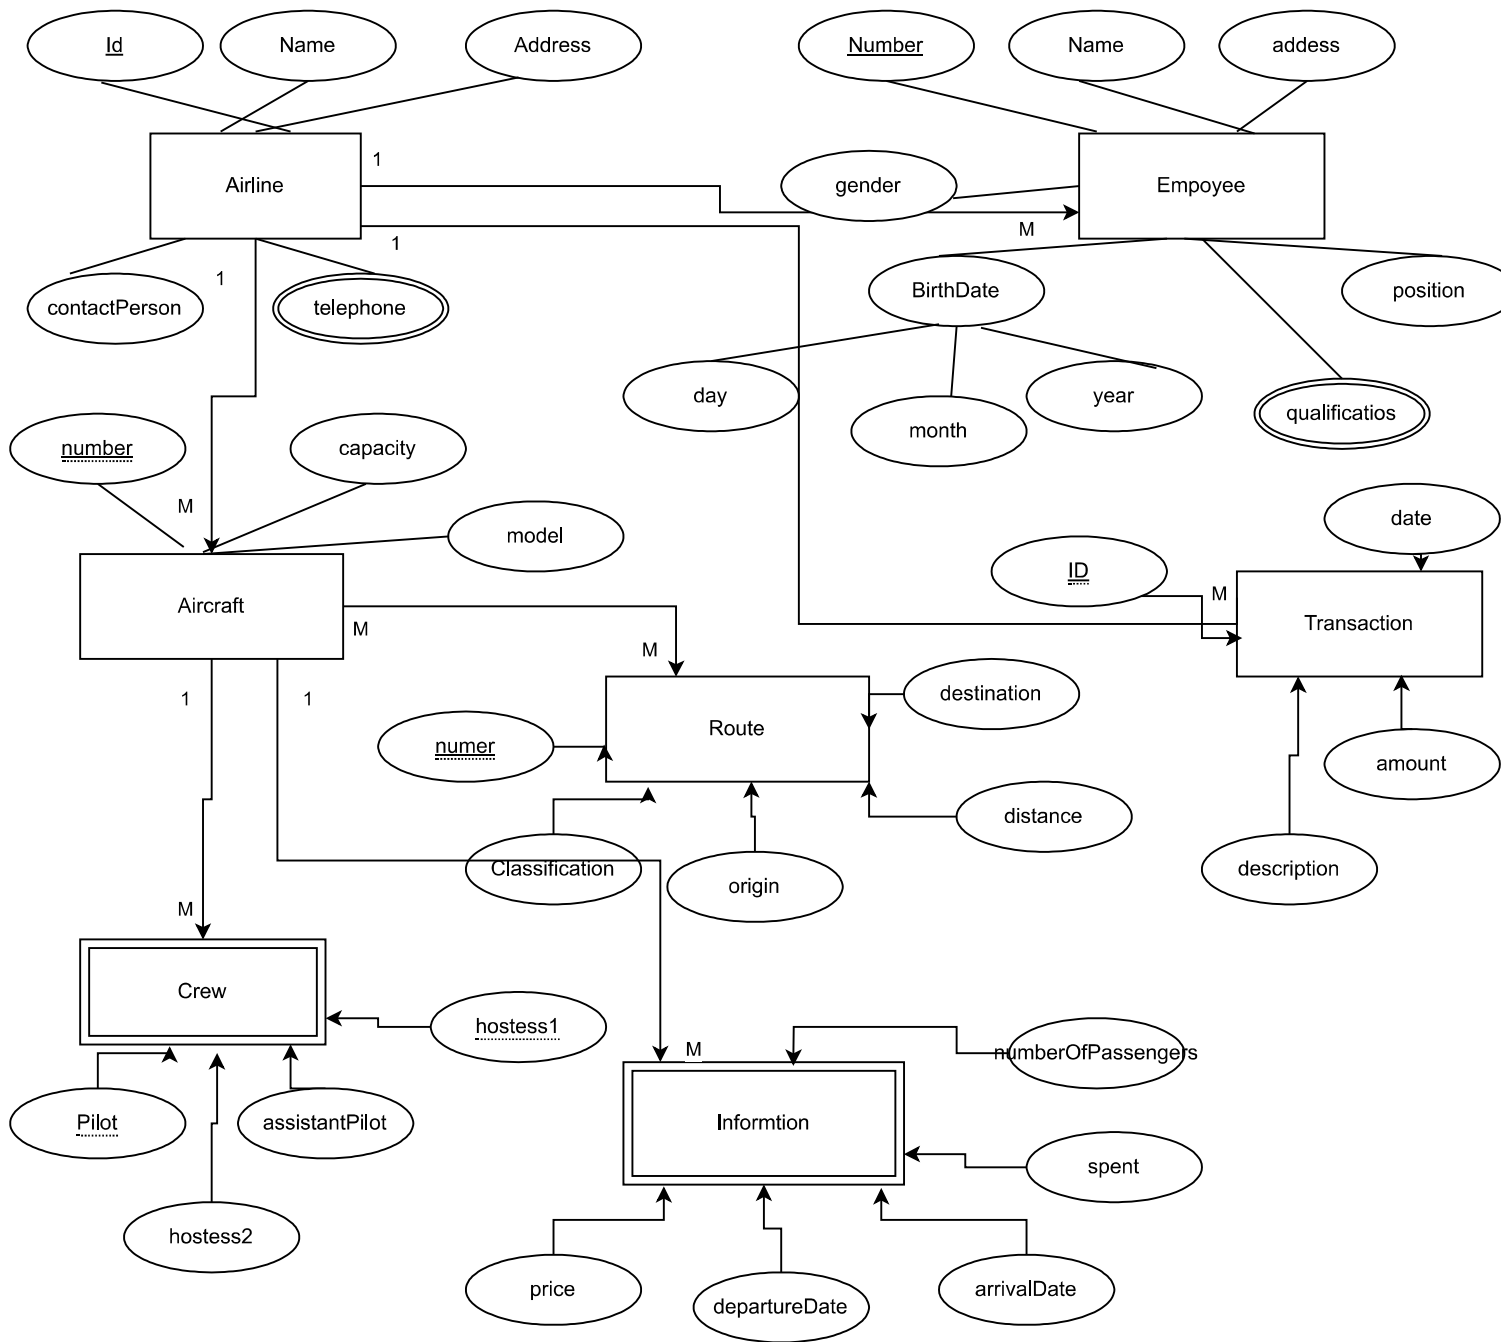 Id
Name
Address
Number
Name
addess
1
Airline
gender
Empoyee
M
1
1
contactPerson
telephone
BirthDate
position
day
month
year
qualificatios
number
capacity
M
model
date
ID
M
Aircraft
M
M
Transaction
1
1
destination
numer
Route
amount
distance
Classification
origin
description
M
Crew
hostess1
M
numberOfPassengers
Pilot
assistantPilot
Informtion
spent
hostess2
price
departureDate
arrivalDate